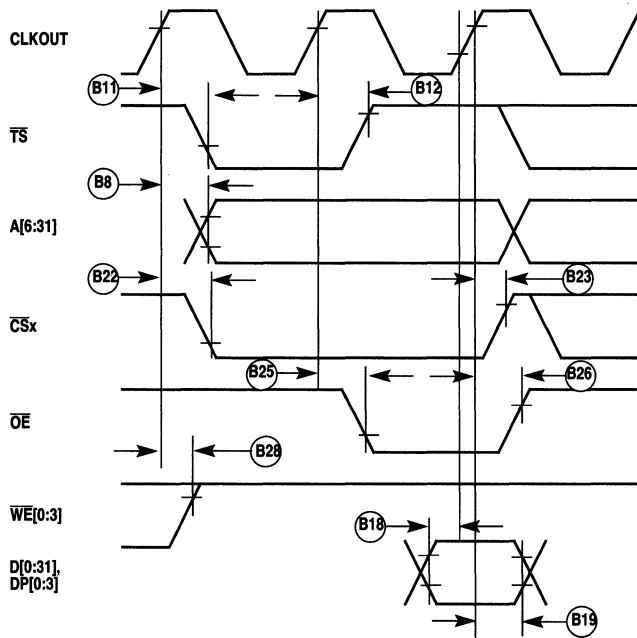 CLKOUT
B11
B12
TS
B8
A[6:31]
B22
B23
CSx
B25
B26
OE
B28
WE[0:3]
B18
D[0:31],
DP[0:3]
B19